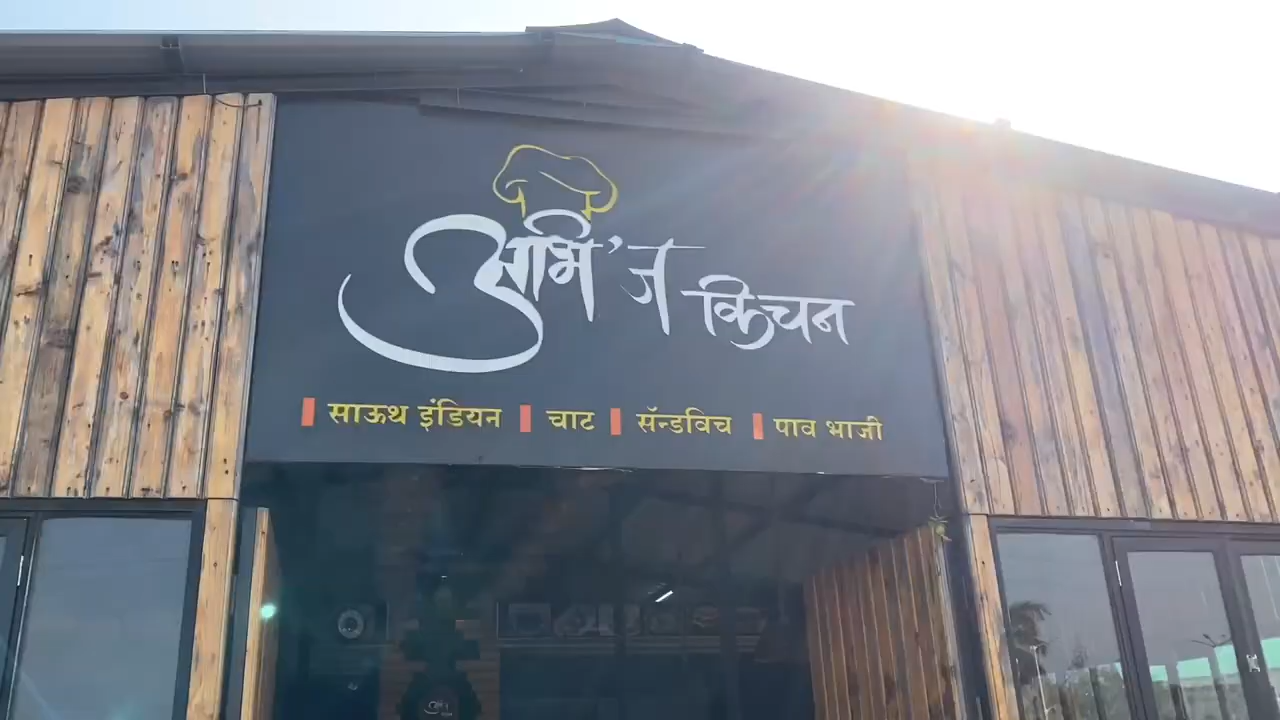 अभि'ज किचन
साऊथ इंडियन चाट सॅन्डविच पाव भाजी